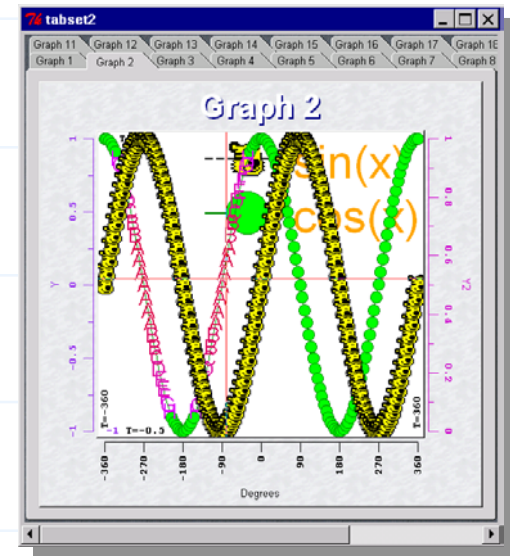 tabset2
Graph 11 Graph 12 Graph 13 Graph 14 Graph 15 Graph 16 Graph 17 Graph 18
Graph 1 Graph 2 Graph 3 Graph 4 Graph 5 Graph 6 Graph 7 Graph 8
Graph 2
sin(x)
cos(x)
1
0.5
0
-0.5
-1
Y
1
0.8
0.6
0.4
0.2
0
Y2
T=-360
-1 T=-0.5
T=360
-360 -270 -180 -90 0 90 180 270 360
Degrees